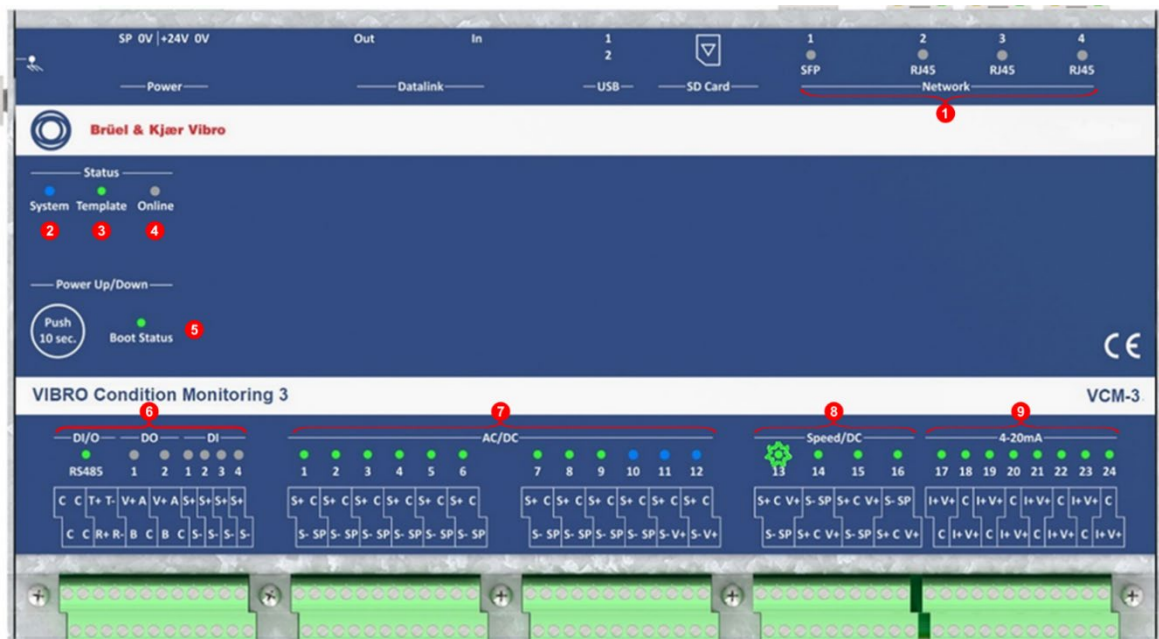 SP 0V | +24V 0V Out In 1 1 2 3 4
2
SFP RJ45 RJ45 RJ45
Power Datalink USB SD Card Network
1
Brüel & Kjær Vibro
Status
System Template Online
2 3 4
Power Up/Down
Push
10 sec.
Boot Status
5
CE
VIBRO Condition Monitoring 3 VCM-3
6 7 8 9
DI/O DO DI AC/DC Speed/DC 4-20mA
RS485 1 2 1 2 3 4 1 2 3 4 5 6 7 8 9 10 11 12 13 14 15 16 17 18 19 20 21 22 23 24
C C T+ T- V+ A V+ A S+ S+ S+ S+ S+ C S+ C S+ C S+ C S+ C S+ C S+ C S+ C S+ C S+ C S+ C S+ C S+ C V+ S- SP S+ C V+ S- SP I+ V+ C I+ V+ C I+ V+ C I+ V+ C
C C R+ R- B C B C S- S- S- S- S- SP S- SP S- SP S- SP S- SP S- SP S- SP S- SP S- SP S- SP S- V+ S- V+ S- SP S+ C V+ S- SP S+ C V+ C I+ V+ C I+ V+ C I+ V+ C I+ V+